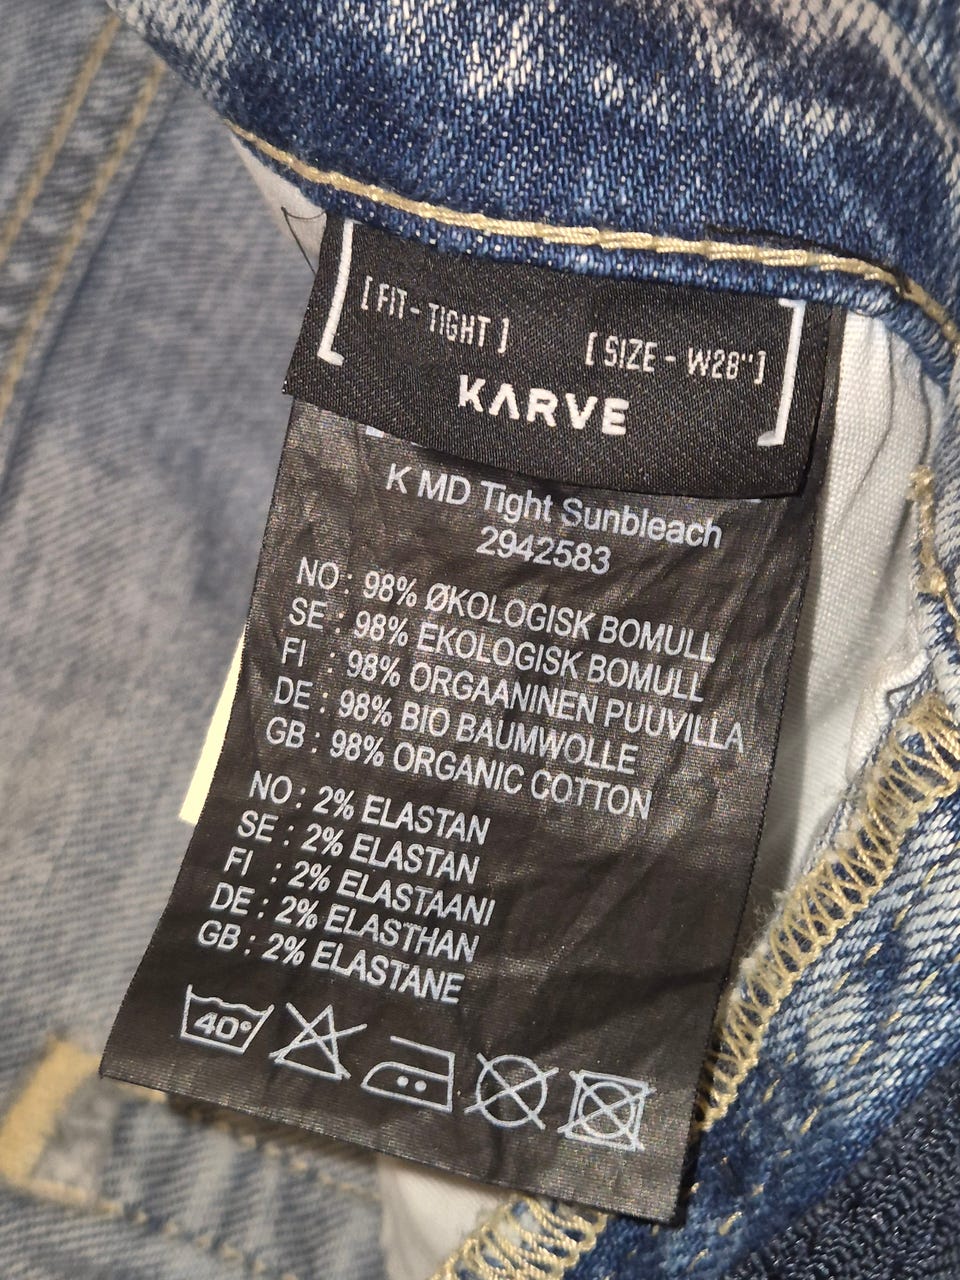 [ FIT - TIGHT ] [ SIZE - W28" ]
KARVE
K MD Tight Sunbleach
2942583
NO : 98% ØKOLOGISK BOMULL
SE : 98% EKOLOGISK BOMULL
FI : 98% ORGAANINEN PUUVILLA
DE : 98% BIO BAUMWOLLE
GB : 98% ORGANIC COTTON
NO : 2% ELASTAN
SE : 2% ELASTAN
FI : 2% ELASTAANI
DE : 2% ELASTHAN
GB : 2% ELASTANE
40°